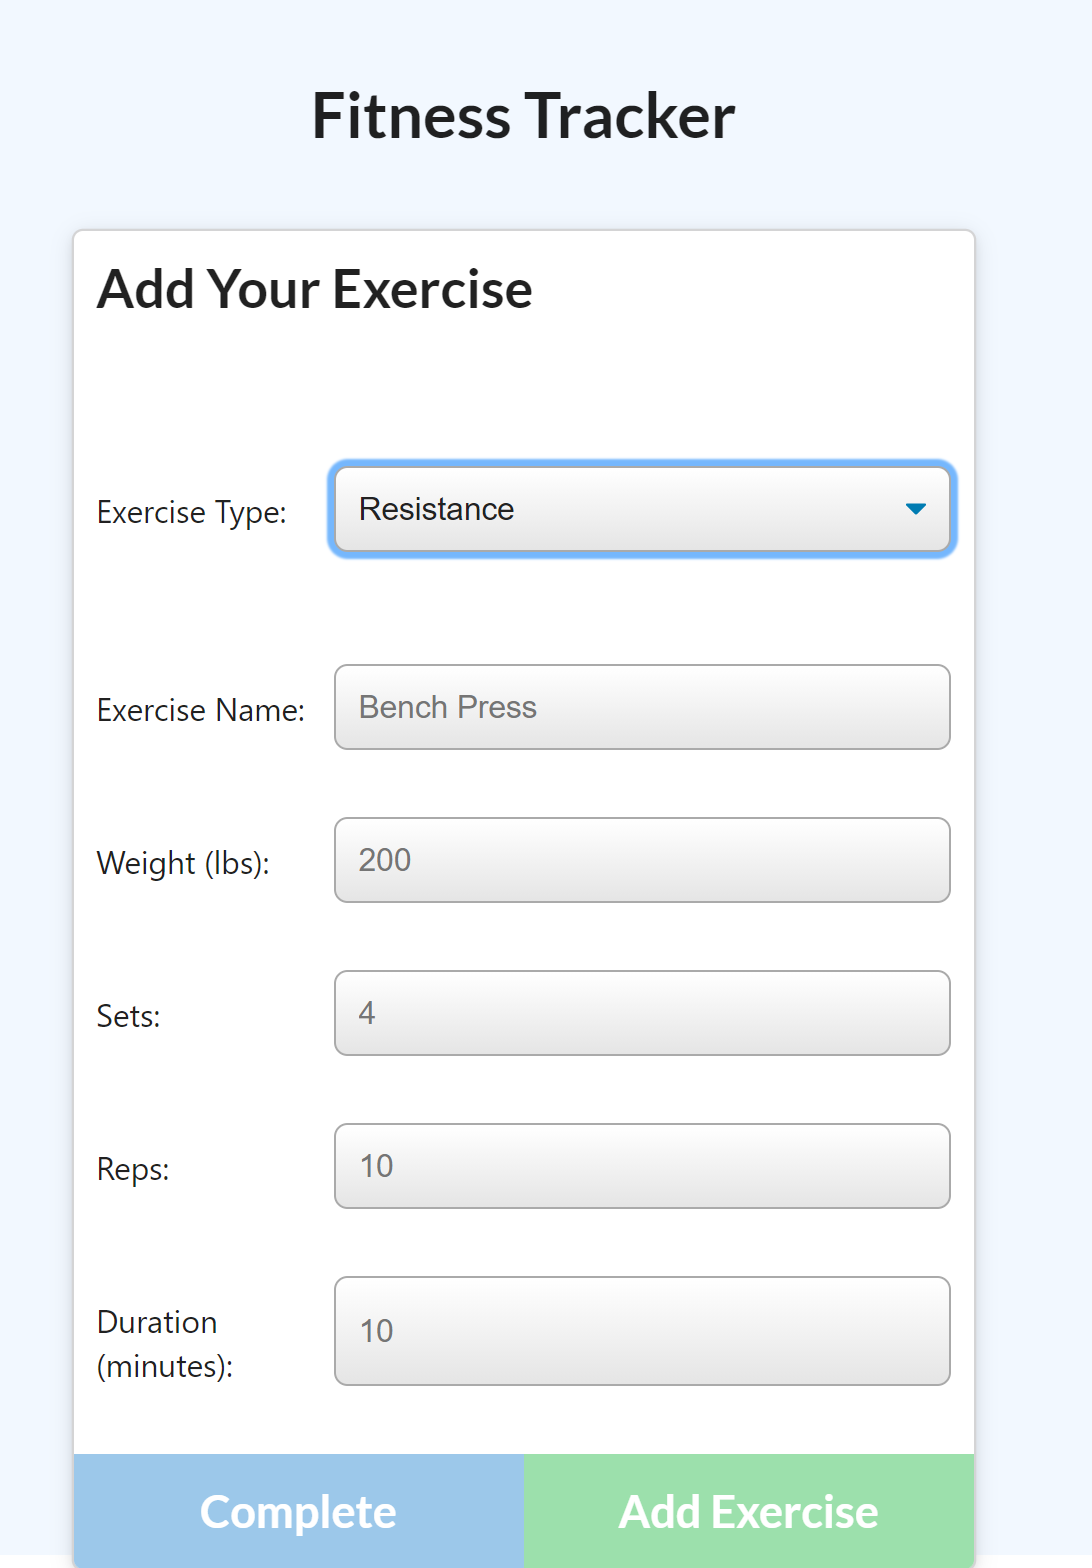 Fitness Tracker
Add Your Exercise
Exercise Type: Resistance
Exercise Name: Bench Press
Weight (lbs): 200
Sets: 4
Reps: 10
Duration
(minutes): 10
Complete Add Exercise